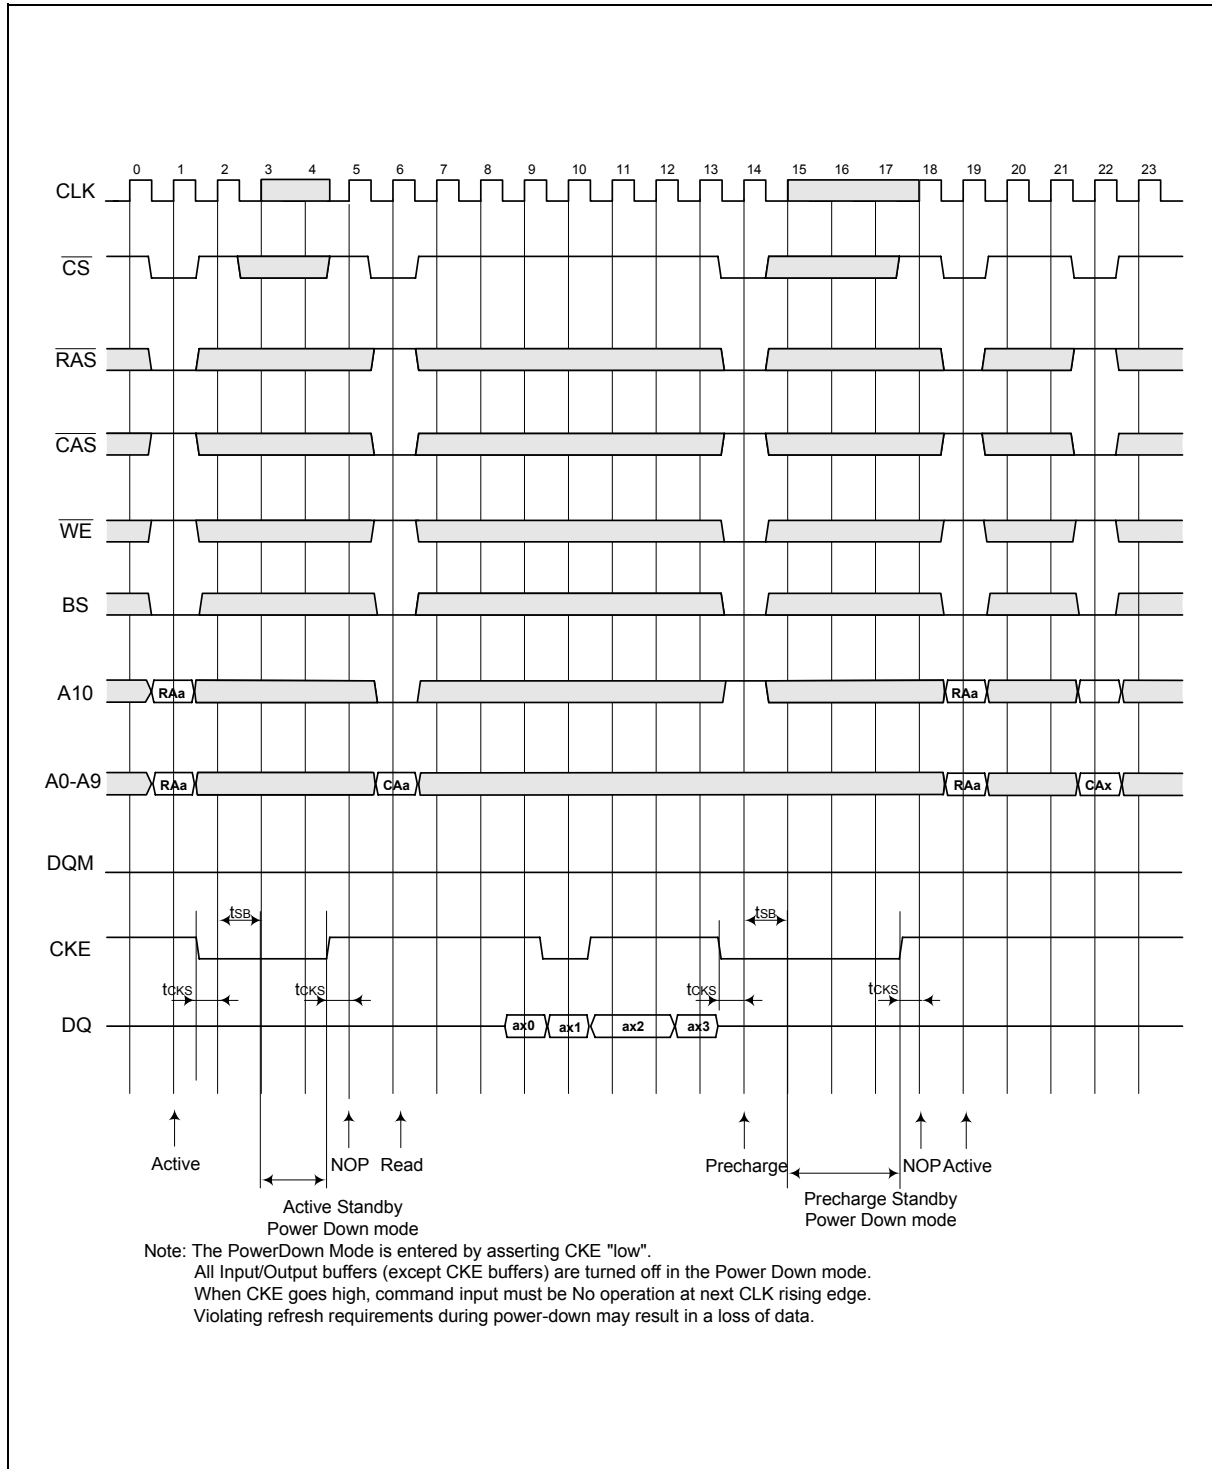 0 1 2 3 4 5 6 7 8 9 10 11 12 13 14 15 16 17 18 19 20 21 22 23
CLK
CS
RAS
CAS
WE
BS
A10 RAa RAa
A0-A9 RAa CAa RAa CAx
DQM
tSB tSB
CKE
tCKS tCKS tCKS tCKS
DQ ax0 ax1 ax2 ax3
Active NOP Read Precharge NOP Active
Active Standby
Power Down mode
Precharge Standby
Power Down mode
Note: The PowerDown Mode is entered by asserting CKE "low".
All Input/Output buffers (except CKE buffers) are turned off in the Power Down mode.
When CKE goes high, command input must be No operation at next CLK rising edge.
Violating refresh requirements during power-down may result in a loss of data.